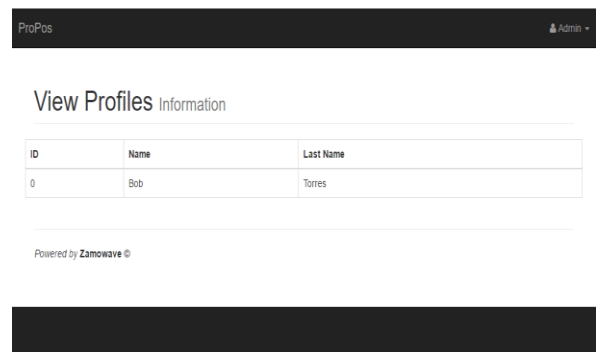 ProPos Admin
View Profiles Information
ID Name Last Name
0 Bob Torres
Powered by Zamowave ©